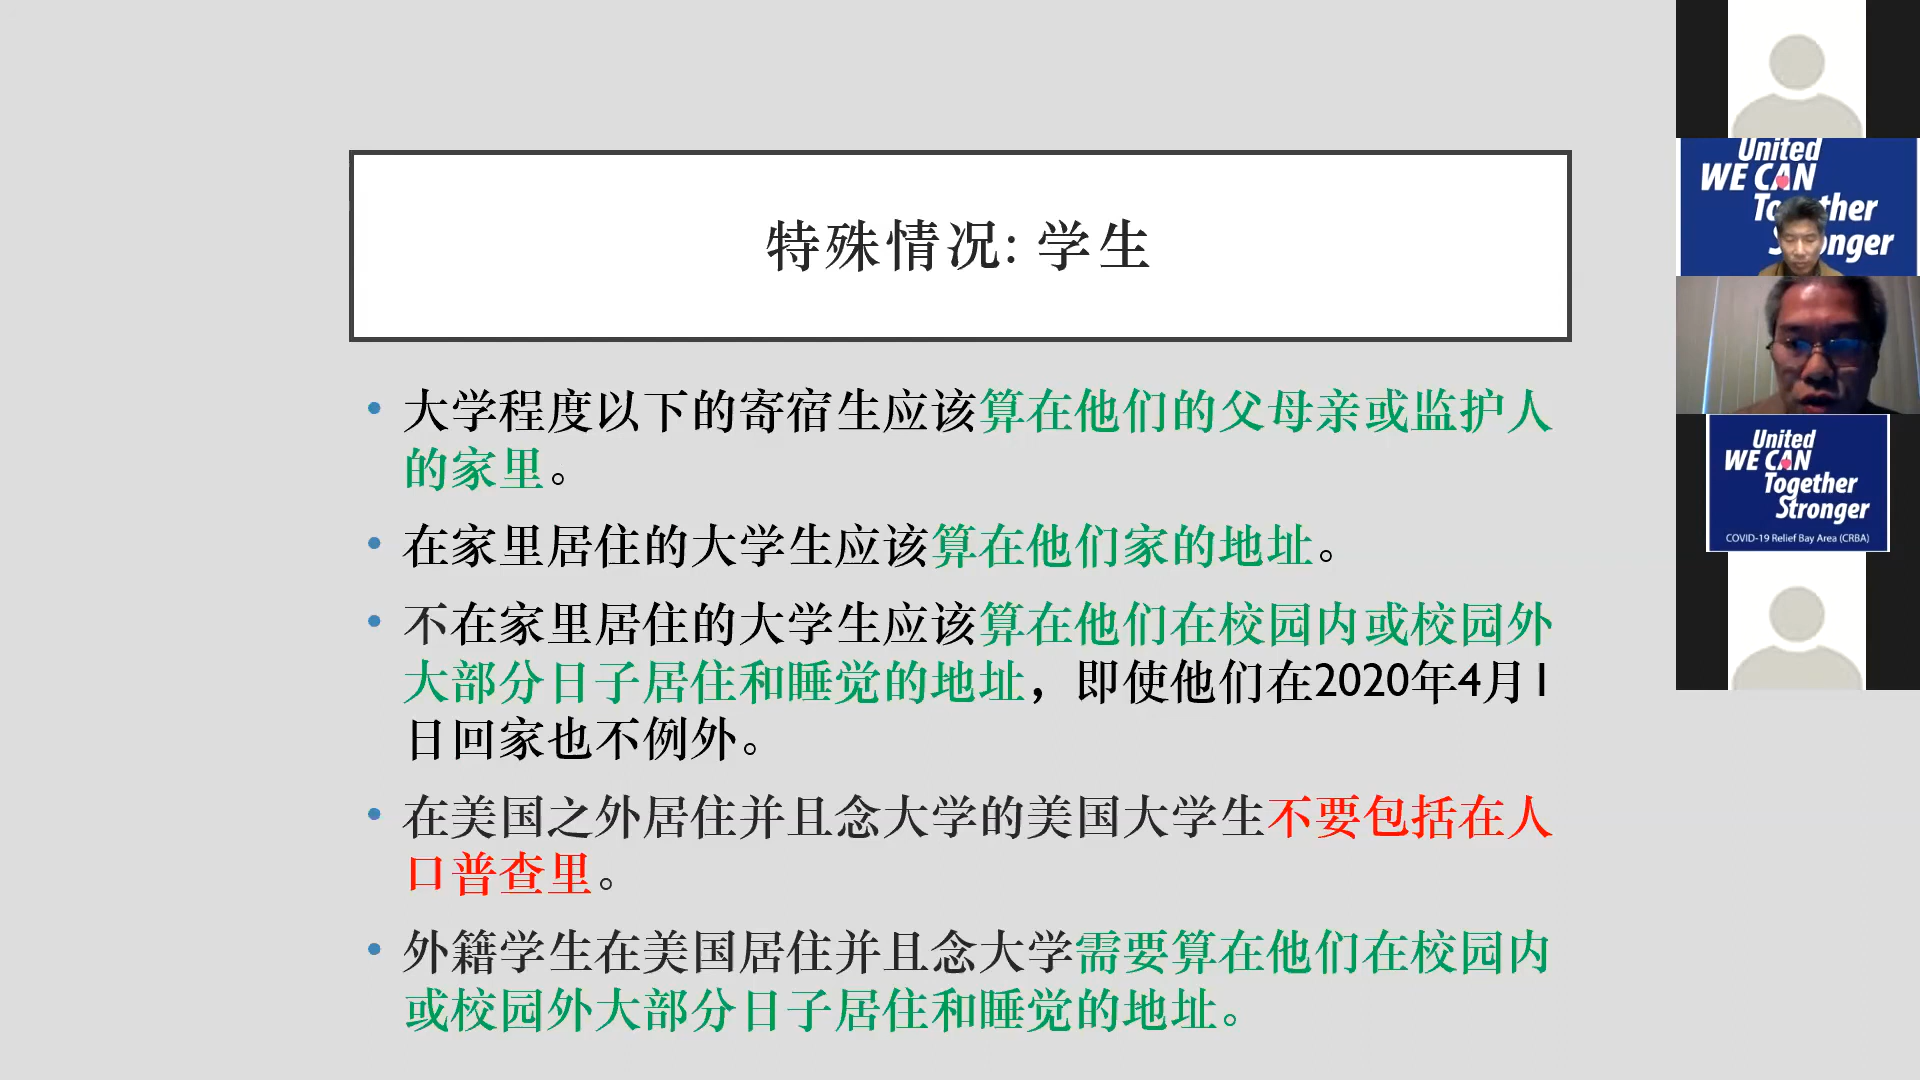 特殊情况: 学生
大学程度以下的寄宿生应该算在他们的父母亲或监护人
的家里。
在家里居住的大学生应该算在他们家的地址。
不在家里居住的大学生应该算在他们在校园内或校园外
大部分日子居住和睡觉的地址，即使他们在2020年4月1
日回家也不例外。
在美国之外居住并且念大学的美国大学生不要包括在人
口普查里。
外籍学生在美国居住并且念大学需要算在他们在校园内
或校园外大部分日子居住和睡觉的地址。
United
WE CAN
Together
Stronger
United
WE CAN
Together
Stronger
COVID-19 Relief Bay Area (CRBA)